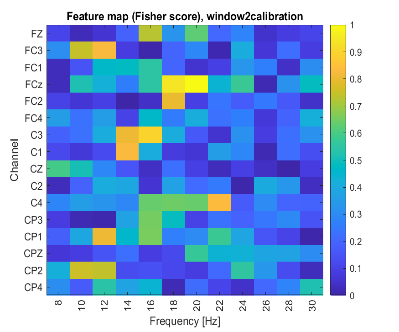 Feature map (Fisher score), window2calibration
FZ
FC3
FC1
FCz
FC2
FC4
C3
C1
CZ
C2
C4
CP3
CP1
CPZ
CP2
CP4
Channel
8 10 12 14 16 18 20 22 24 26 28 30
Frequency [Hz]
1
0.9
0.8
0.7
0.6
0.5
0.4
0.3
0.2
0.1
0